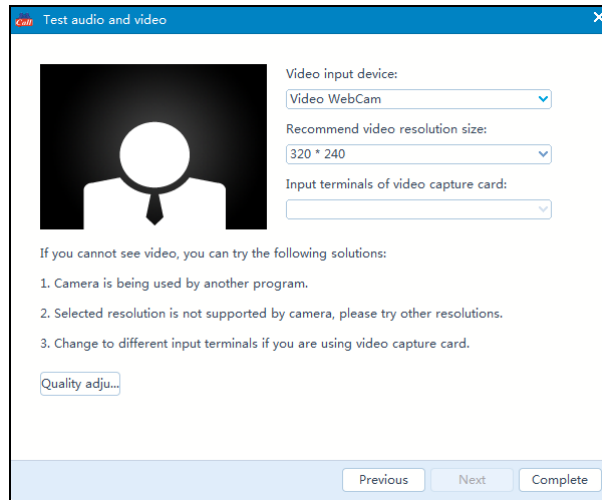 Call Test audio and video
Video input device:
Video WebCam
Recommend video resolution size:
320 * 240
Input terminals of video capture card:
If you cannot see video, you can try the following solutions:
1. Camera is being used by another program.
2. Selected resolution is not supported by camera, please try other resolutions.
3. Change to different input terminals if you are using video capture card.
Quality adju...
Previous Next Complete